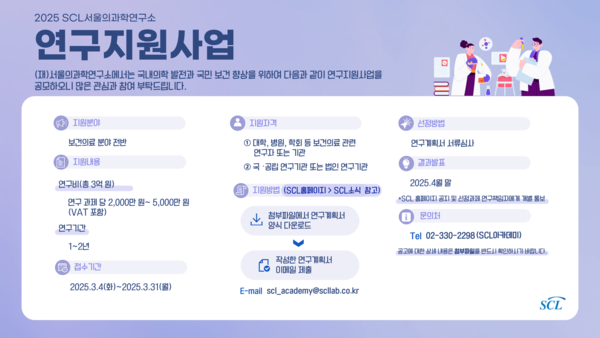 2025 SCL서울의과학연구소
연구지원사업
(재)서울의과학연구소에서는 국내의학 발전과 국민 보건 향상을 위하여 다음과 같이 연구지원사업을
공모하오니 많은 관심과 참여 부탁드립니다.
지원분야
보건의료 분야 전반
지원내용
연구비(총 3억 원)
연구 과제 당 2,000만 원~ 5,000만 원
(VAT 포함)
연구기간
1~2년
접수기간
2025.3.4(화)~2025.3.31(월)
지원자격
① 대학, 병원, 학회 등 보건의료 관련
연구자 또는 기관
② 국·공립 연구기관 또는 법인 연구기관
지원방법 (SCL홈페이지 > SCL소식 참고)
첨부파일에서 연구계획서
양식 다운로드
작성한 연구계획서
이메일 제출
E-mail scl_academy@scllab.co.kr
선정방법
연구계획서 서류심사
결과발표
2025.4월 말
*SCL 홈페이지 공지 및 선정과제 연구책임자에게 개별 통보
문의처
Tel 02-330-2298 (SCL아카데미)
공고에 대한 상세 내용은 첨부파일을 반드시 확인하시기 바랍니다.
SCL